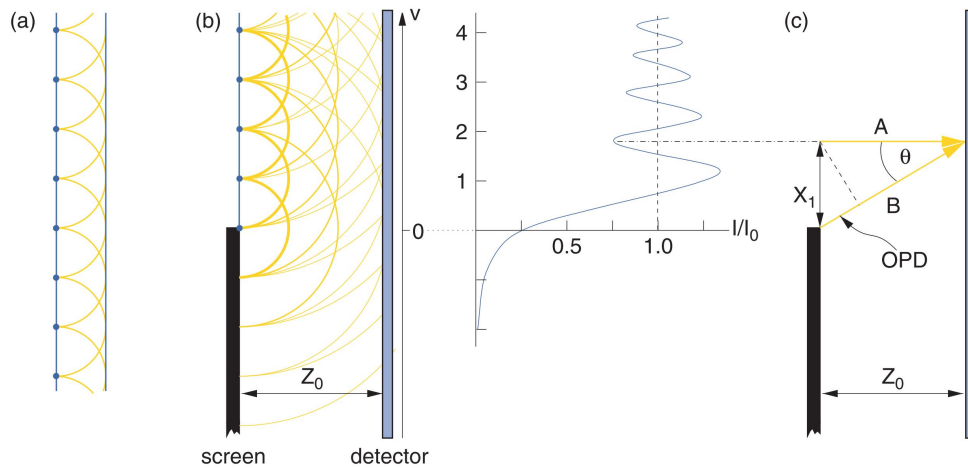 (a)
(b)
v
0
Z₀
screen
detector
4
3
2
1
0.5
1.0
I/I₀
(c)
A
θ
B
X₁
OPD
Z₀